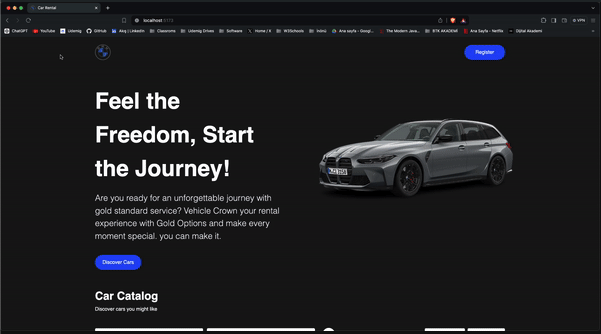 Car Rental
localhost:5173
VPN
ChatGPT YouTube Udemig GitHub Akış | LinkedIn Classrooms Udemig Drives Software Home / X W3Schools İnönü Ana sayfa - Googl... The Modern Java... BTK AKADEMİ Ana Sayfa – Netflix Dijital Akademi
Register
Feel the
Freedom, Start
the Journey!
Are you ready for an unforgettable journey with
gold standard service? Vehicle Crown your rental
experience with Gold Options and make every
moment special. you can make it.
Discover Cars
Car Catalog
Discover cars you might like